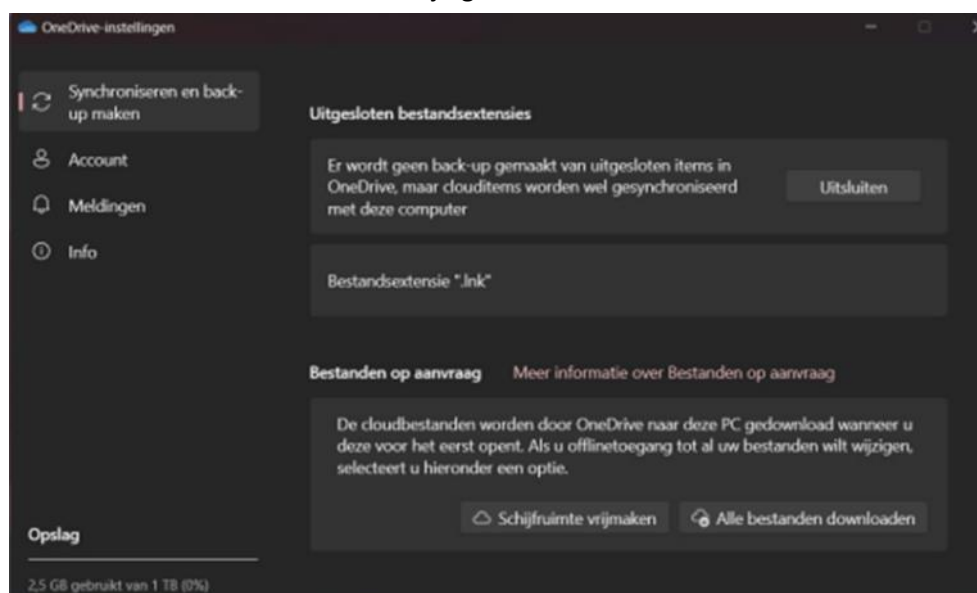 OneDrive-instellingen
Synchroniseren en back-
up maken
Account
Meldingen
Info
Opslag
2,5 GB gebruikt van 1 TB (0%)
Uitgesloten bestandsextensies
Er wordt geen back-up gemaakt van uitgesloten items in
OneDrive, maar clouditems worden wel gesynchroniseerd
met deze computer
Uitsluiten
Bestandsextensie ".lnk"
Bestanden op aanvraag
Meer informatie over Bestanden op aanvraag
De cloudbestanden worden door OneDrive naar deze PC gedownload wanneer u
deze voor het eerst opent. Als u offlinetoegang tot al uw bestanden wilt wijzigen,
selecteert u hieronder een optie.
Schijfruimte vrijmaken
Alle bestanden downloaden